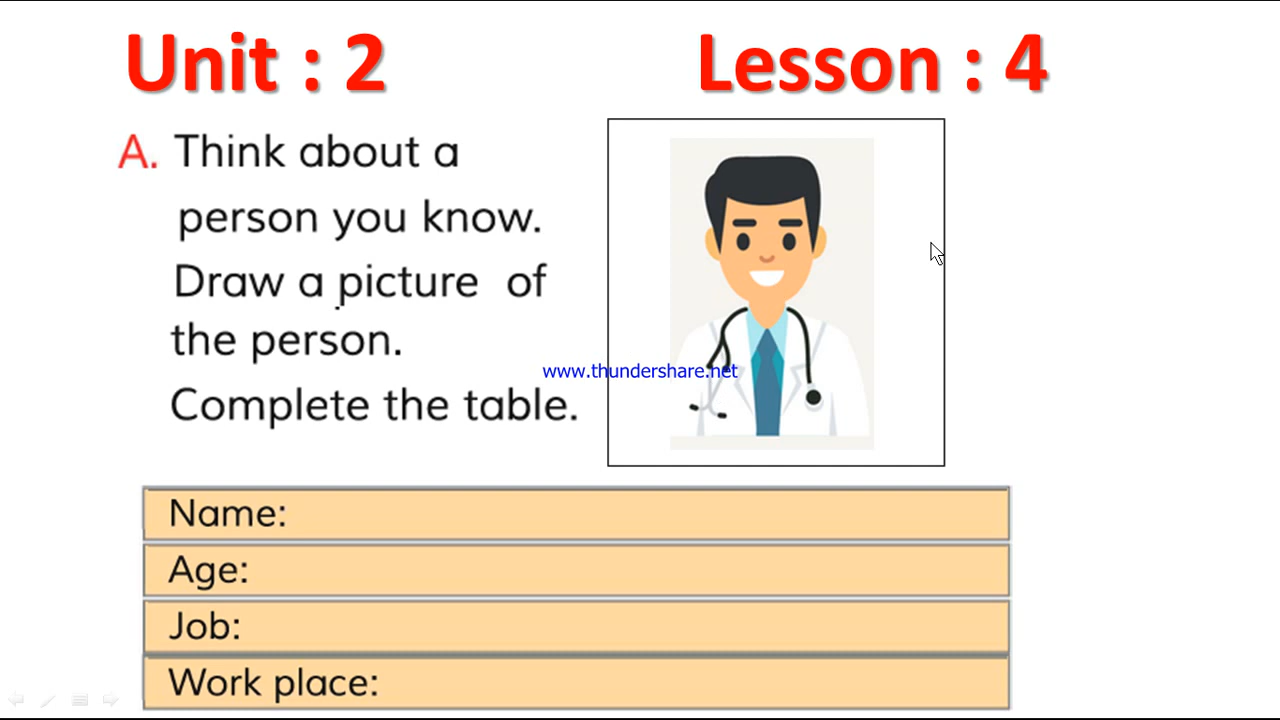 Unit : 2
Lesson : 4
A. Think about a
person you know.
Draw a picture of
the person.
Complete the table.
www.thundershare.net
Name:
Age:
Job:
Work place: